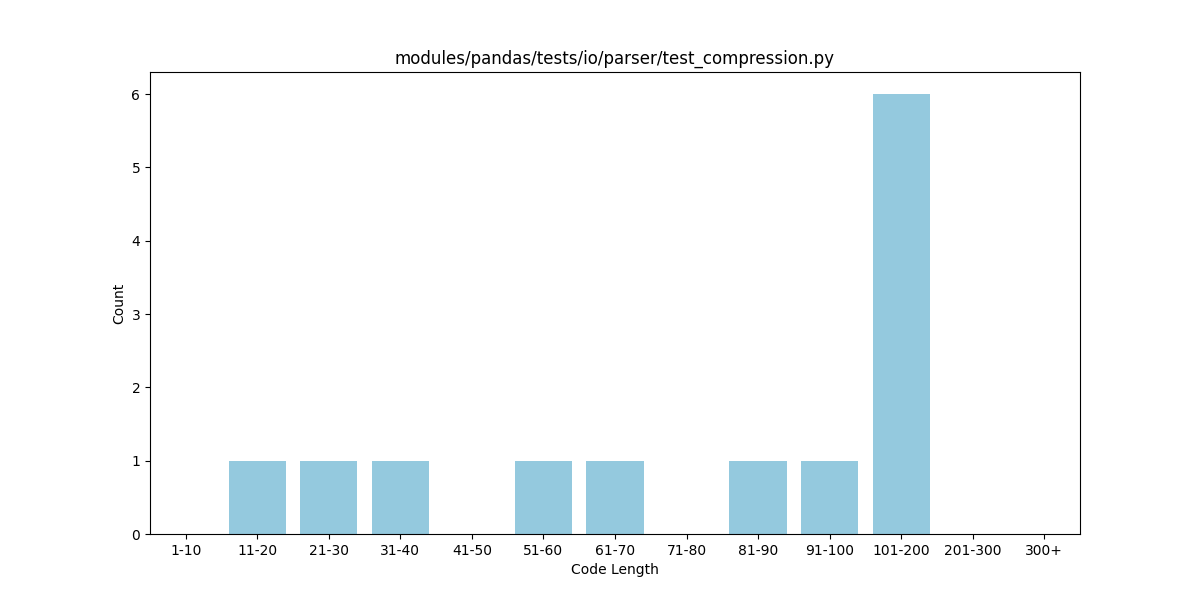 modules/pandas/tests/io/parser/test_compression.py
6
5
4
3
2
1
0
Count
1-10 11-20 21-30 31-40 41-50 51-60 61-70 71-80 81-90 91-100 101-200 201-300 300+
Code Length